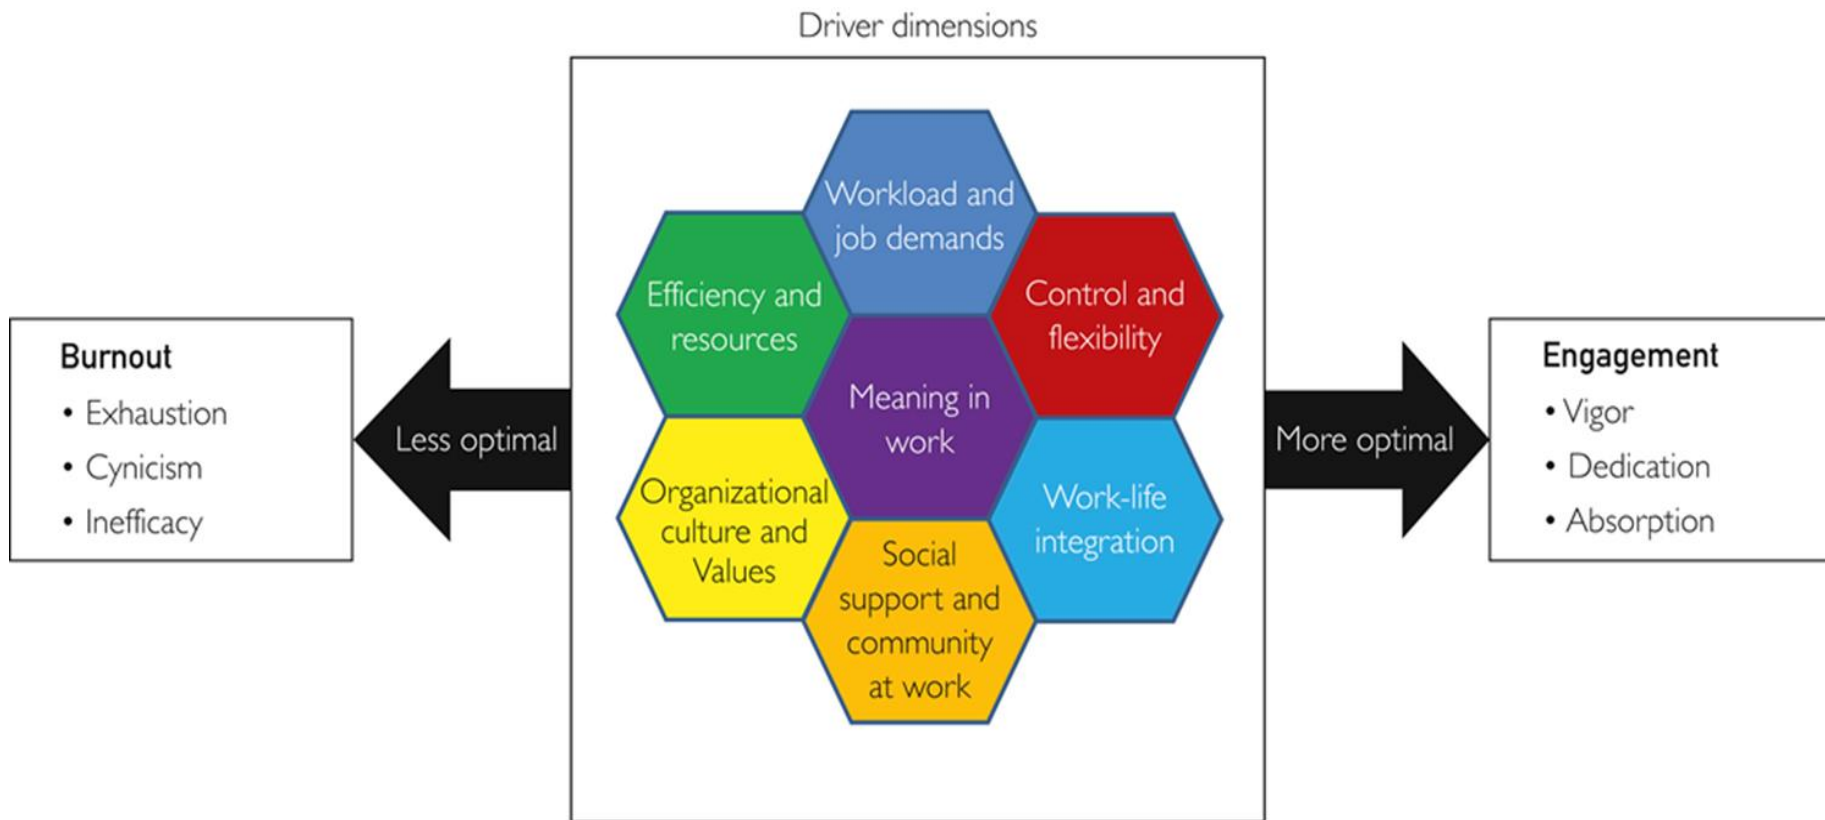 Driver dimensions
Workload and
job demands
Efficiency and
resources
Control and
flexibility
Meaning in
work
Organizational
culture and
Values
Work-life
integration
Social
support and
community
at work
Burnout
• Exhaustion
• Cynicism
• Inefficacy
Less optimal
More optimal
Engagement
• Vigor
• Dedication
• Absorption